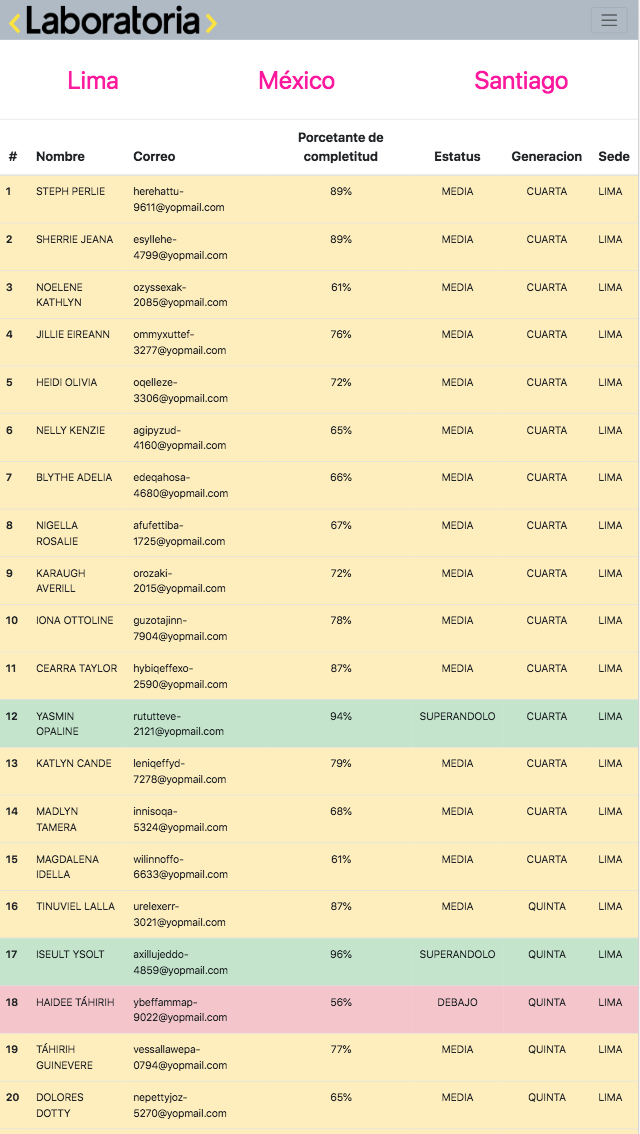 <Laboratoria>
Lima México Santiago
# Nombre Correo Porcetante de completitud Estatus Generacion Sede
1 STEPH PERLIE herehattu-9611@yopmail.com 89% MEDIA CUARTA LIMA
2 SHERRIE JEANA esyllehe-4799@yopmail.com 89% MEDIA CUARTA LIMA
3 NOELENE KATHLYN ozyssexak-2085@yopmail.com 61% MEDIA CUARTA LIMA
4 JILLIE EIREANN ommyxuttef-3277@yopmail.com 76% MEDIA CUARTA LIMA
5 HEIDI OLIVIA oqelleze-3306@yopmail.com 72% MEDIA CUARTA LIMA
6 NELLY KENZIE agipyzud-4160@yopmail.com 65% MEDIA CUARTA LIMA
7 BLYTHE ADELIA edeqahosa-4680@yopmail.com 66% MEDIA CUARTA LIMA
8 NIGELLA ROSALIE afufettiba-1725@yopmail.com 67% MEDIA CUARTA LIMA
9 KARAUGH AVERILL orozaki-2015@yopmail.com 72% MEDIA CUARTA LIMA
10 IONA OTTOLINE guzotajinn-7904@yopmail.com 78% MEDIA CUARTA LIMA
11 CEARRA TAYLOR hybiqeffexo-2590@yopmail.com 87% MEDIA CUARTA LIMA
12 YASMIN OPALINE rututteve-2121@yopmail.com 94% SUPERANDOLO CUARTA LIMA
13 KATLYN CANDE leniqeffyd-7278@yopmail.com 79% MEDIA CUARTA LIMA
14 MADLYN TAMERA innisoqa-5324@yopmail.com 68% MEDIA CUARTA LIMA
15 MAGDALENA IDELLA wilinnoffo-6633@yopmail.com 61% MEDIA CUARTA LIMA
16 TINUVIEL LALLA urelexerr-3021@yopmail.com 87% MEDIA QUINTA LIMA
17 ISEULT YSOLT axillujeddo-4859@yopmail.com 96% SUPERANDOLO QUINTA LIMA
18 HAIDEE TÁHIRIH ybeffammap-9022@yopmail.com 56% DEBAJO QUINTA LIMA
19 TÁHIRIH GUINEVERE vessallawepa-0794@yopmail.com 77% MEDIA QUINTA LIMA
20 DOLORES DOTTY nepettyjoz-5270@yopmail.com 65% MEDIA QUINTA LIMA